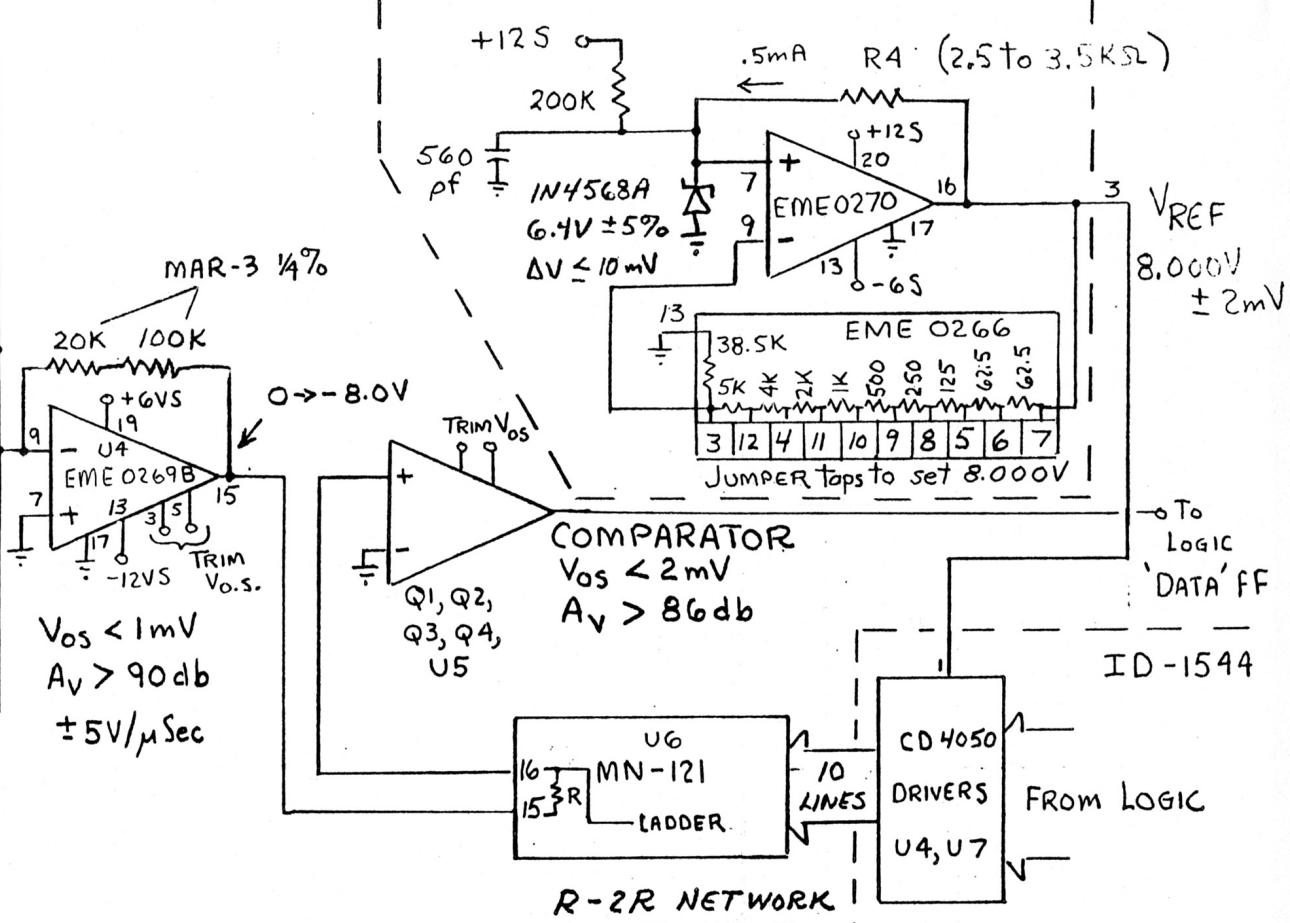 +12S
200K
560
pf
.5mA
R4 (2.5 to 3.5KΩ)
1N4568A
6.4V ±5%
ΔV ≤ 10mV
+
7
9
-
EME0270
+12S
20
16
17
13
-6S
3
VREF
8.000V
± 2mV
MAR-3 ¼%
20K 100K
0→-8.0V
+6VS
19
9
-
U4
EME 0269B
7
+
13
3
5
15
17
-12VS
TRIM
VO.S.
VOS < 1mV
AV > 90db
±5V/μSec
13
EME 0266
38.5K
5K 4K 2K 1K 500 250 125 62.5 62.5
3 12 4 11 10 9 8 5 6 7
JUMPER taps to set 8.000V
TRIM VOS
+
-
COMPARATOR
VOS < 2mV
AV > 86db
Q1, Q2,
Q3, Q4,
U5
TO
LOGIC
'DATA' FF
ID-1544
1
U6
16
MN-121
15
R
LADDER
10
LINES
CD4050
DRIVERS
U4, U7
FROM LOGIC
R-2R NETWORK